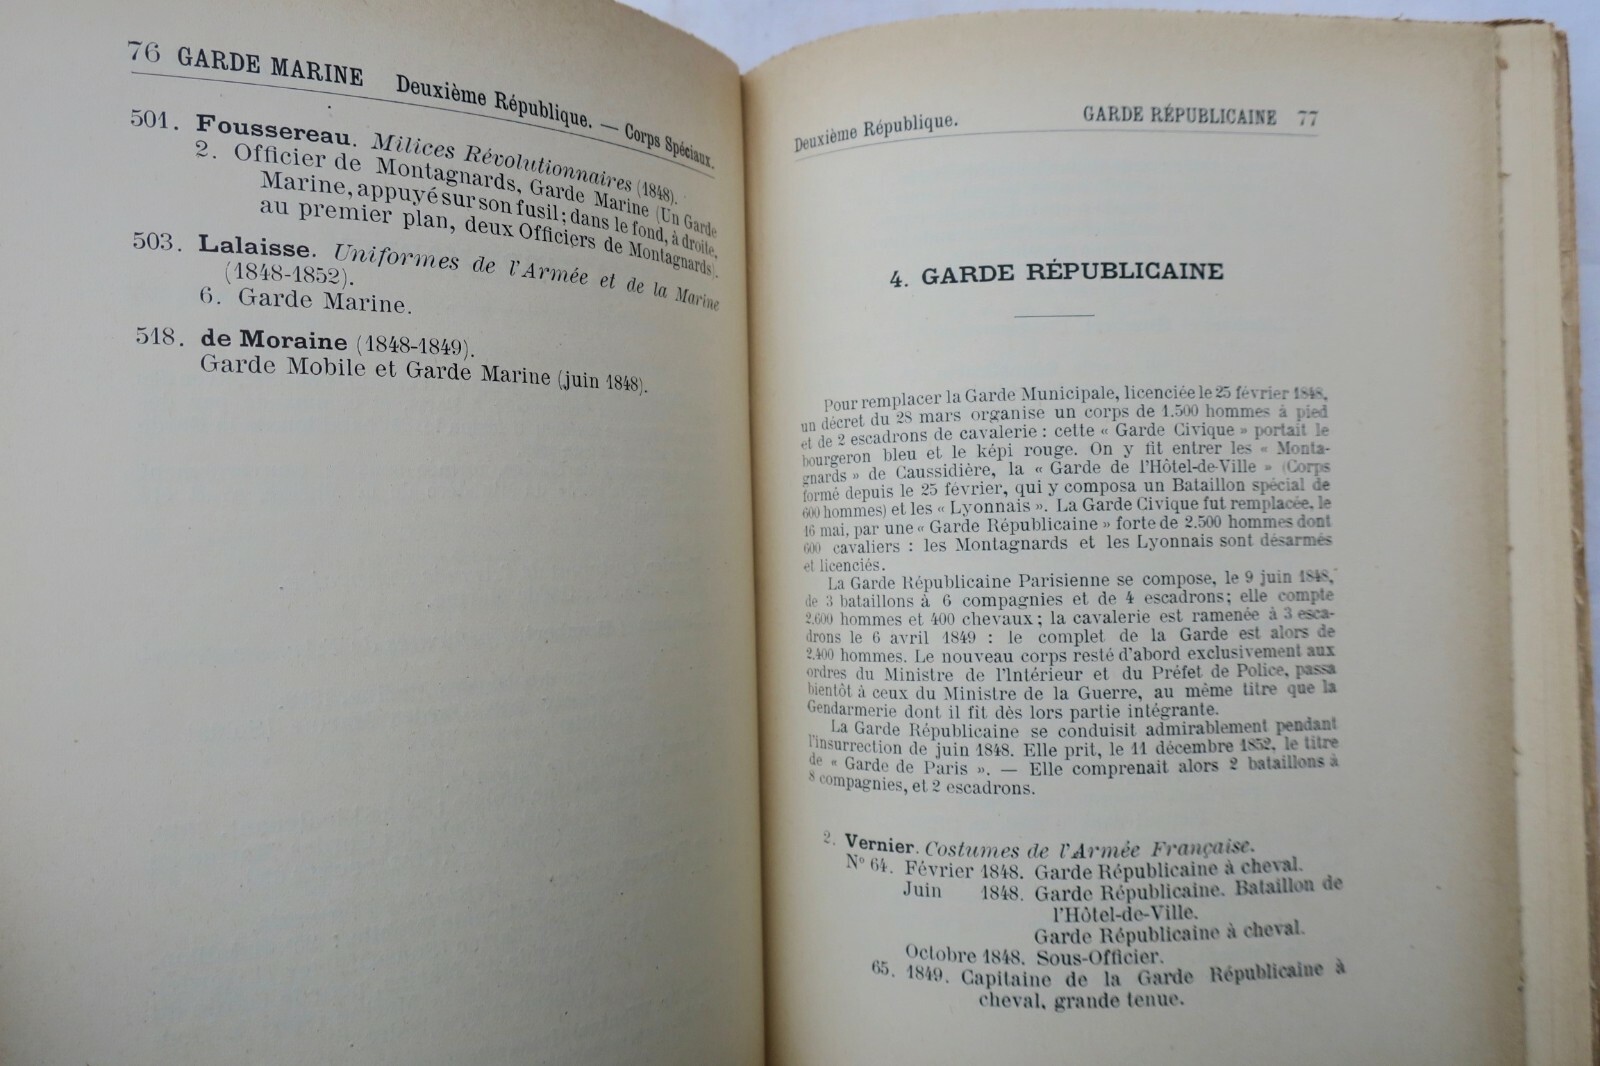 76 GARDE MARINE Deuxième République. — Corps Spéciaux.
501. Foussereau. Milices Révolutionnaires (1848).
2. Officier de Montagnards, Garde Marine (Un Garde
Marine, appuyé sur son fusil; dans le fond, à droite,
au premier plan, deux Officiers de Montagnards).
503. Lalaisse. Uniformes de l'Armée et de la Marine
(1848-1852).
6. Garde Marine.
518. de Moraine (1848-1849).
Garde Mobile et Garde Marine (juin 1848).
Deuxième République. GARDE RÉPUBLICAINE 77
4. GARDE RÉPUBLICAINE
Pour remplacer la Garde Municipale, licenciée le 25 février 1848,
un décret du 28 mars organise un corps de 1.500 hommes à pied
et de 2 escadrons de cavalerie : cette « Garde Civique » portait le
bourgeron bleu et le képi rouge. On y fit entrer les « Monta-
gnards » de Caussidière, la « Garde de l'Hôtel-de-Ville » (Corps
formé depuis le 25 février, qui y composa un Bataillon spécial de
600 hommes) et les « Lyonnais ». La Garde Civique fut remplacée, le
16 mai, par une « Garde Républicaine » forte de 2.500 hommes dont
600 cavaliers : les Montagnards et les Lyonnais sont désarmés
et licenciés.
La Garde Républicaine Parisienne se compose, le 9 juin 1848,
de 3 bataillons à 6 compagnies et de 4 escadrons; elle compte
2.600 hommes et 400 chevaux; la cavalerie est ramenée à 3 esca-
drons le 6 avril 1849 : le complet de la Garde est alors de
2.400 hommes. Le nouveau corps resté d'abord exclusivement aux
ordres du Ministre de l'Intérieur et du Préfet de Police, passa
bientôt à ceux du Ministre de la Guerre, au même titre que la
Gendarmerie dont il fit dès lors partie intégrante.
La Garde Républicaine se conduisit admirablement pendant
l'insurrection de juin 1848. Elle prit, le 11 décembre 1852, le titre
de « Garde de Paris ». — Elle comprenait alors 2 bataillons à
8 compagnies, et 2 escadrons.
2. Vernier. Costumes de l'Armée Française.
N° 64. Février 1848. Garde Républicaine à cheval.
Juin 1848. Garde Républicaine. Bataillon de
l'Hôtel-de-Ville.
Garde Républicaine à cheval.
Octobre 1848. Sous-Officier.
65. 1849. Capitaine de la Garde Républicaine à
cheval, grande tenue.